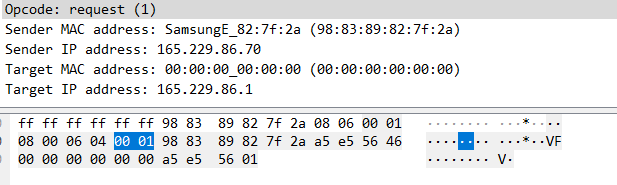 Opcode: request (1)
Sender MAC address: SamsungE_82:7f:2a (98:83:89:82:7f:2a)
Sender IP address: 165.229.86.70
Target MAC address: 00:00:00_00:00:00 (00:00:00:00:00:00)
Target IP address: 165.229.86.1
ff ff ff ff ff ff 98 83 89 82 7f 2a 08 06 00 01 ········ ···*····
08 00 06 04 00 01 98 83 89 82 7f 2a a5 e5 56 46 ········ ···*··VF
00 00 00 00 00 00 a5 e5 56 01 ········ V·